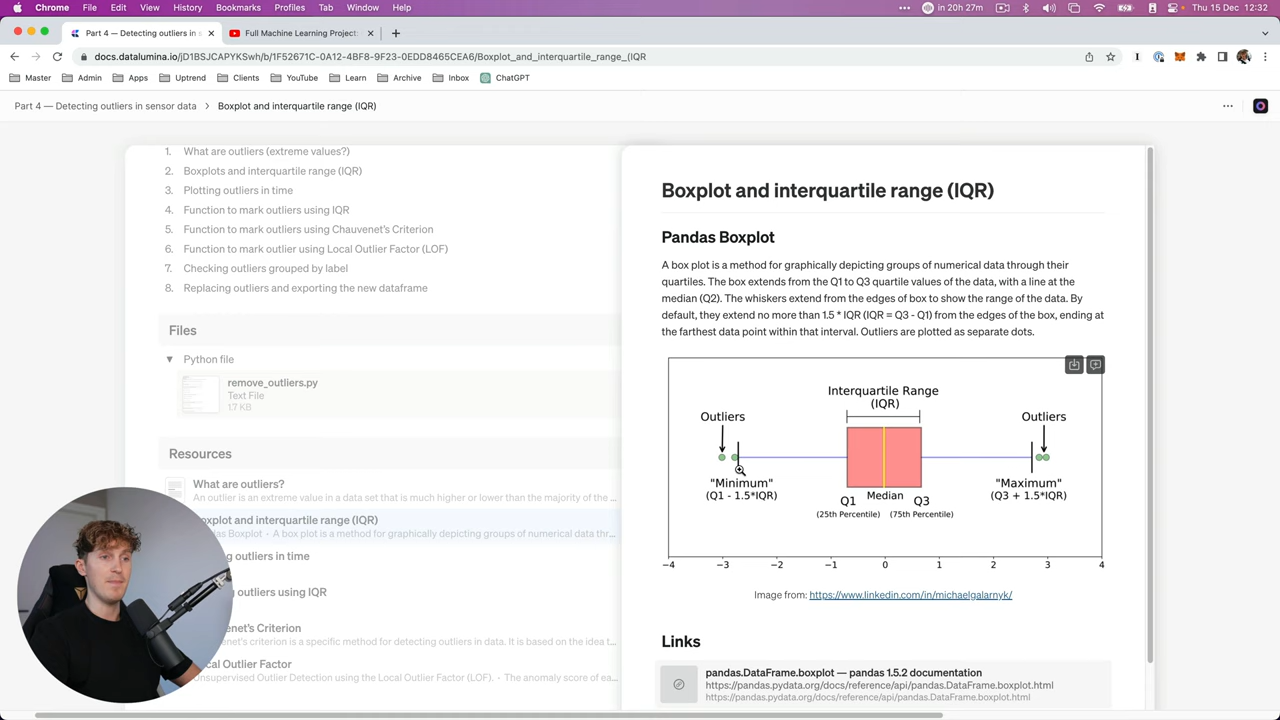 Chrome File Edit View History Bookmarks Profiles Tab Window Help in 20h 27m Thu 15 Dec 12:32
Part 4 — Detecting outliers in s
Full Machine Learning Project:
docs.datalumina.io/jD1BSJCAPYKSwh/b/1F52671C-0A12-4BF8-9F23-0EDD8465CEA6/Boxplot_and_interquartile_range_(IQR
Master Admin Apps Uptrend Clients YouTube Learn Archive Inbox ChatGPT
Part 4 — Detecting outliers in sensor data > Boxplot and interquartile range (IQR)
1. What are outliers (extreme values?)
2. Boxplots and interquartile range (IQR)
3. Plotting outliers in time
4. Function to mark outliers using IQR
5. Function to mark outliers using Chauvenet's Criterion
6. Function to mark outlier using Local Outlier Factor (LOF)
7. Checking outliers grouped by label
8. Replacing outliers and exporting the new dataframe
Files
Python file
remove_outliers.py
Text File
1.7 KB
Resources
What are outliers?
An outlier is an extreme value in a data set that is much higher or lower than the majority of the ...
oxplot and interquartile range (IQR)
das Boxplot - A box plot is a method for graphically depicting groups of numerical data thr...
g outliers in time
g outliers using IQR
enet's Criterion
enet's criterion is a specific method for detecting outliers in data. It is based on the idea t...
cal Outlier Factor
nsupervised Outlier Detection using the Local Outlier Factor (LOF). - The anomaly score of ea...
Boxplot and interquartile range (IQR)
Pandas Boxplot
A box plot is a method for graphically depicting groups of numerical data through their
quartiles. The box extends from the Q1 to Q3 quartile values of the data, with a line at the
median (Q2). The whiskers extend from the edges of box to show the range of the data. By
default, they extend no more than 1.5 * IQR (IQR = Q3 - Q1) from the edges of the box, ending at
the farthest data point within that interval. Outliers are plotted as separate dots.
Interquartile Range
(IQR)
Outliers Outliers
"Minimum" "Maximum"
(Q1 - 1.5*IQR) (Q3 + 1.5*IQR)
Q1 Median Q3
(25th Percentile) (75th Percentile)
−4 −3 −2 −1 0 1 2 3 4
Image from: https://www.linkedin.com/in/michaelgalarnyk/
Links
pandas.DataFrame.boxplot — pandas 1.5.2 documentation
https://pandas.pydata.org/docs/reference/api/pandas.DataFrame.boxplot.html
https://pandas.pydata.org/docs/reference/api/pandas.DataFrame.boxplot.html